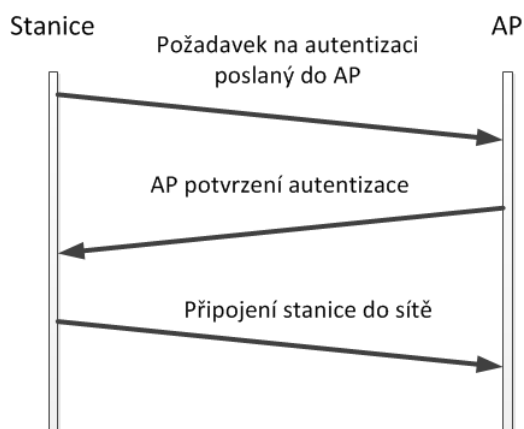 Stanice
AP
Požadavek na autentizaci
poslaný do AP
AP potvrzení autentizace
Připojení stanice do sítě